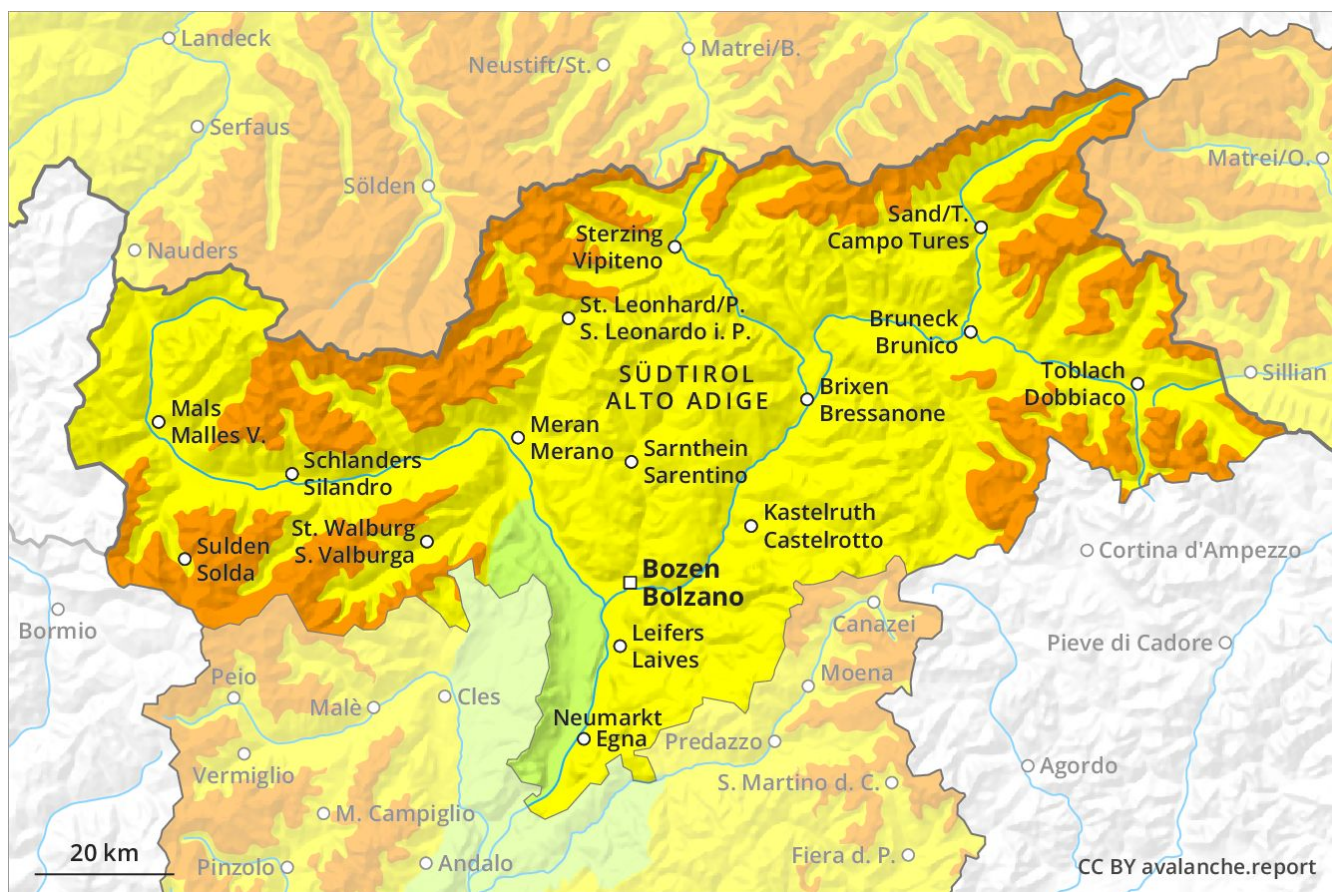 Landeck
Matrei/B.
Neustift/St.
Serfaus
Matrei/O.
Sölden
Sand/T.
Campo Tures
Nauders
Sterzing
Vipiteno
St. Leonhard/P.
S. Leonardo i. P.
Bruneck
Brunico
Toblach
Dobbiaco
Sillian
SÜDTIROL
ALTO ADIGE
Brixen
Bressanone
Mals
Malles V.
Meran
Merano
Sarnthein
Sarentino
Schlanders
Silandro
Kastelruth
Castelrotto
St. Walburg
S. Valburga
Sulden
Solda
Cortina d'Ampezzo
Bozen
Bolzano
Bormio
Leifers
Laives
Canazei
Pieve di Cadore
Moena
Peio
Cles
Malè
Neumarkt
Egna
Predazzo
Vermiglio
Agordo
S. Martino d. C.
M. Campiglio
20 km
Pinzolo
Andalo
Fiera d. P.
CC BY avalanche.report